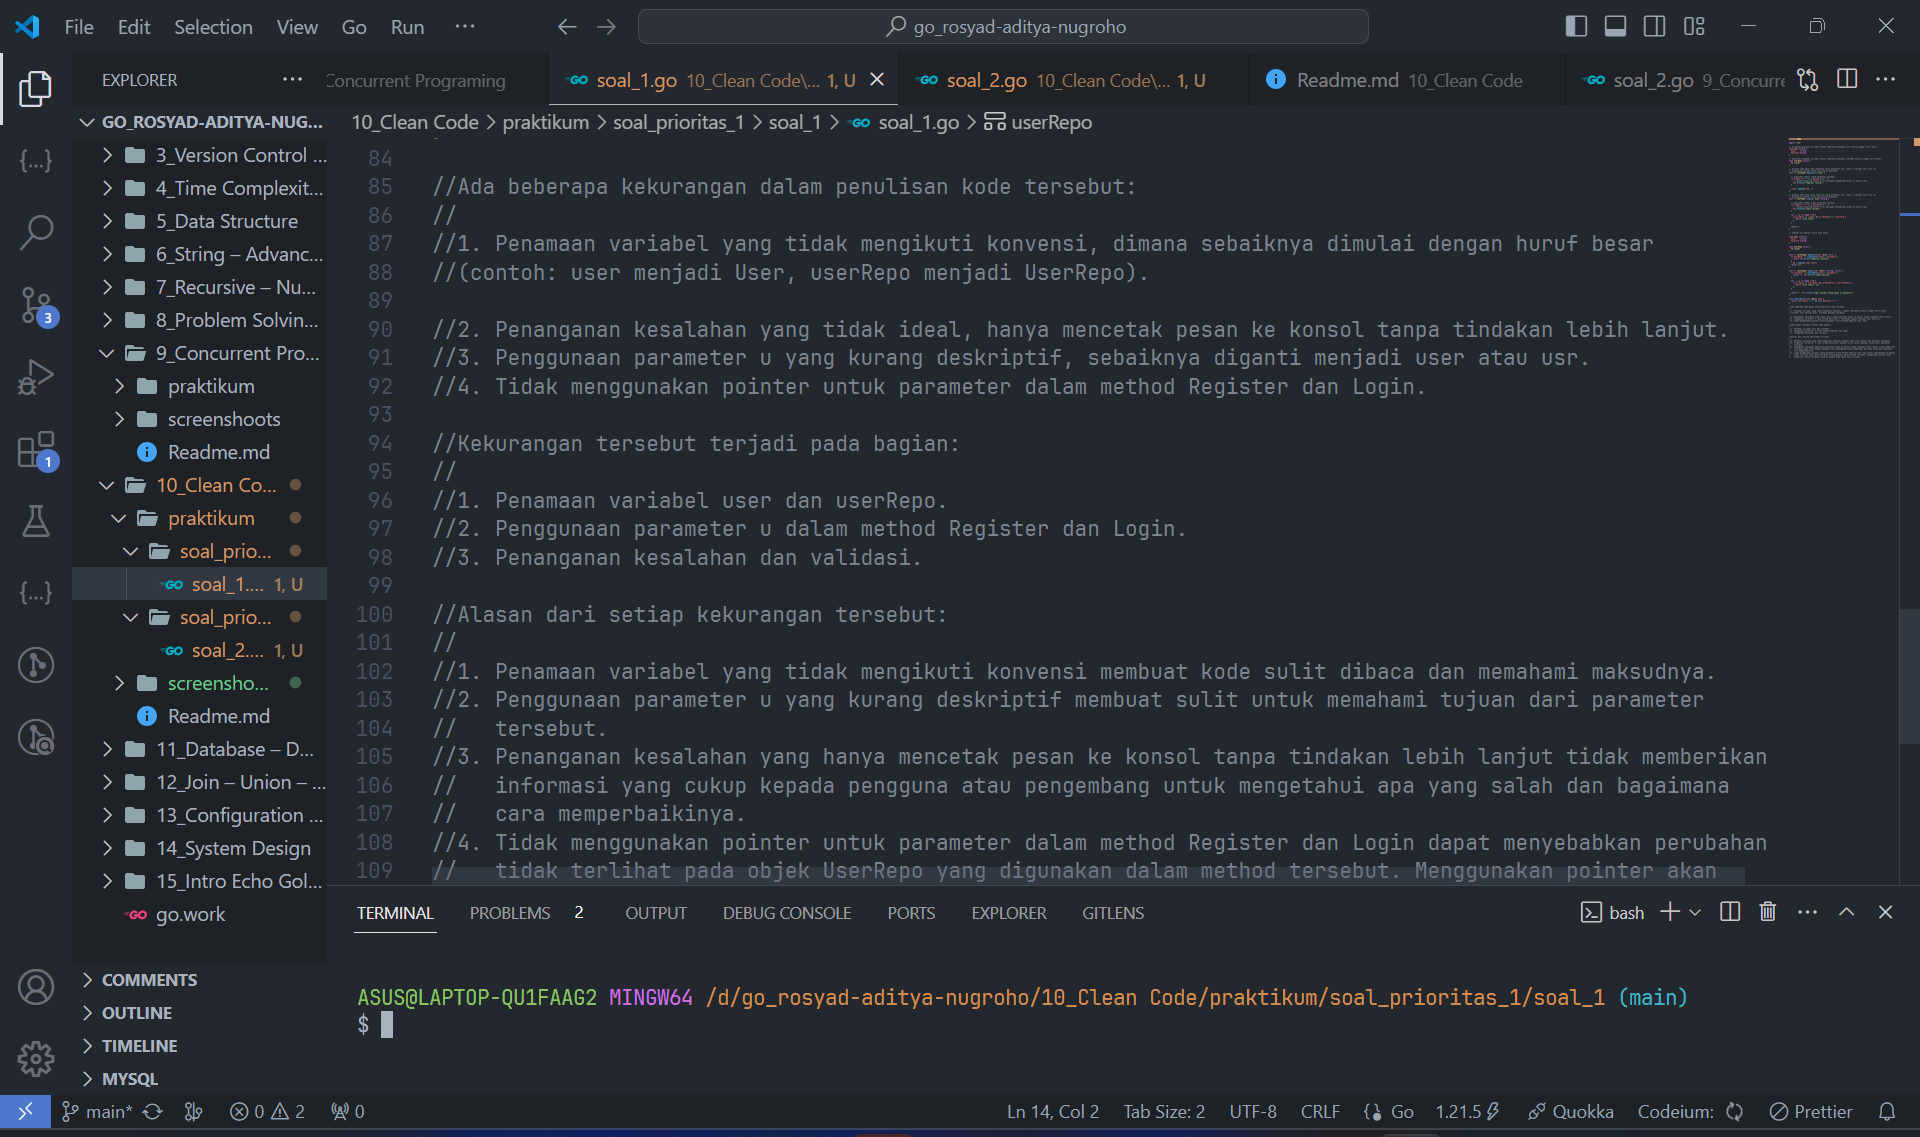 File Edit Selection View Go Run ···
go_rosyad-aditya-nugroho
EXPLORER ···
Concurrent Programing
GO soal_1.go 10_Clean Code\... 1, U
GO soal_2.go 10_Clean Code\... 1, U
Readme.md 10_Clean Code
GO soal_2.go 9_Concurre
GO_ROSYAD-ADITYA-NUG...
10_Clean Code > praktikum > soal_prioritas_1 > soal_1 > GO soal_1.go > userRepo
3_Version Control ...
4_Time Complexit...
5_Data Structure
6_String – Advanc...
7_Recursive – Nu...
8_Problem Solvin...
9_Concurrent Pro...
praktikum
screenshoots
Readme.md
10_Clean Co...
praktikum
soal_prio...
GO soal_1.... 1, U
soal_prio...
GO soal_2.... 1, U
screensho...
Readme.md
11_Database – D...
12_Join – Union – ...
13_Configuration ...
14_System Design
15_Intro Echo Gol...
GO go.work
COMMENTS
OUTLINE
TIMELINE
MYSQL
3
1
84
85 //Ada beberapa kekurangan dalam penulisan kode tersebut:
86 //
87 //1. Penamaan variabel yang tidak mengikuti konvensi, dimana sebaiknya dimulai dengan huruf besar
88 //(contoh: user menjadi User, userRepo menjadi UserRepo).
89
90 //2. Penanganan kesalahan yang tidak ideal, hanya mencetak pesan ke konsol tanpa tindakan lebih lanjut.
91 //3. Penggunaan parameter u yang kurang deskriptif, sebaiknya diganti menjadi user atau usr.
92 //4. Tidak menggunakan pointer untuk parameter dalam method Register dan Login.
93
94 //Kekurangan tersebut terjadi pada bagian:
95 //
96 //1. Penamaan variabel user dan userRepo.
97 //2. Penggunaan parameter u dalam method Register dan Login.
98 //3. Penanganan kesalahan dan validasi.
99
100 //Alasan dari setiap kekurangan tersebut:
101 //
102 //1. Penamaan variabel yang tidak mengikuti konvensi membuat kode sulit dibaca dan memahami maksudnya.
103 //2. Penggunaan parameter u yang kurang deskriptif membuat sulit untuk memahami tujuan dari parameter
104 //   tersebut.
105 //3. Penanganan kesalahan yang hanya mencetak pesan ke konsol tanpa tindakan lebih lanjut tidak memberikan
106 //   informasi yang cukup kepada pengguna atau pengembang untuk mengetahui apa yang salah dan bagaimana
107 //   cara memperbaikinya.
108 //4. Tidak menggunakan pointer untuk parameter dalam method Register dan Login dapat menyebabkan perubahan
109 //   tidak terlihat pada objek UserRepo yang digunakan dalam method tersebut. Menggunakan pointer akan
TERMINAL PROBLEMS 2 OUTPUT DEBUG CONSOLE PORTS EXPLORER GITLENS
bash
ASUS@LAPTOP-QU1FAAG2 MINGW64 /d/go_rosyad-aditya-nugroho/10_Clean Code/praktikum/soal_prioritas_1/soal_1 (main)
$
main* 0 2 0
Ln 14, Col 2 Tab Size: 2 UTF-8 CRLF Go 1.21.5 Quokka Codeium: Prettier